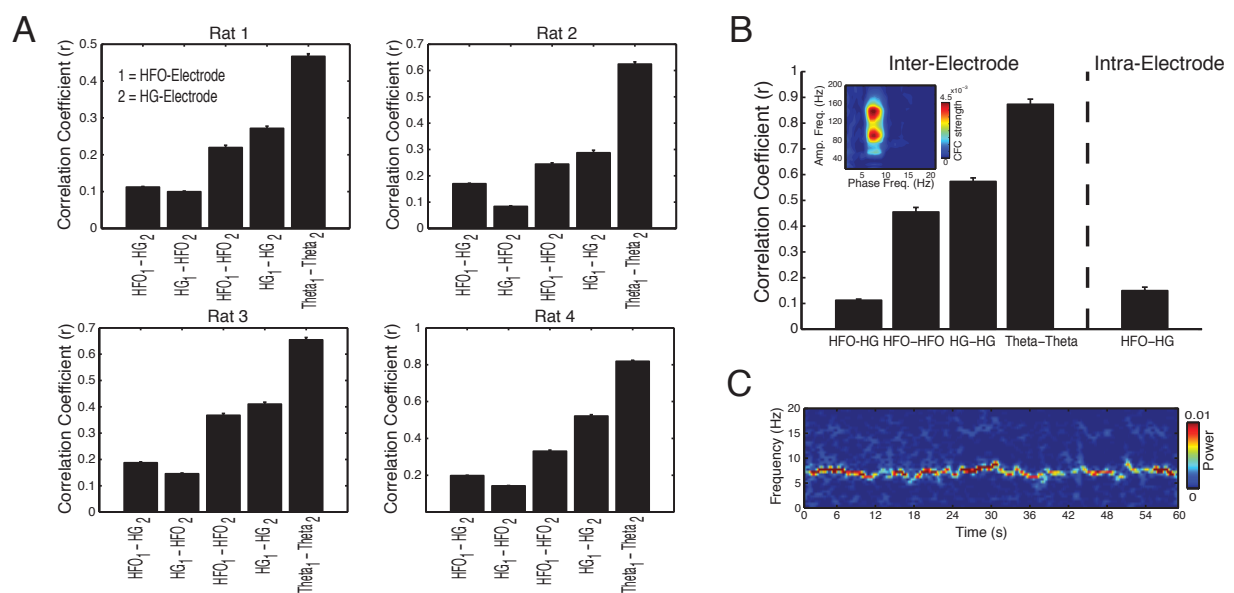 A
Rat 1
Correlation Coefficient (r)
0.5
0.4
0.3
0.2
0.1
0
1 = HFO-Electrode
2 = HG-Electrode
HFO1–HG2
HG1–HFO2
HFO1–HFO2
HG1–HG2
Theta1–Theta2
Rat 2
Correlation Coefficient (r)
0.7
0.6
0.5
0.4
0.3
0.2
0.1
0
HFO1–HG2
HG1–HFO2
HFO1–HFO2
HG1–HG2
Theta1–Theta2
Rat 3
Correlation Coefficient (r)
0.7
0.6
0.5
0.4
0.3
0.2
0.1
0
HFO1–HG2
HG1–HFO2
HFO1–HFO2
HG1–HG2
Theta1–Theta2
Rat 4
Correlation Coefficient (r)
1
0.8
0.6
0.4
0.2
HFO1–HG2
HG1–HFO2
HFO1–HFO2
HG1–HG2
Theta1–Theta2
B
Inter-Electrode
Intra-Electrode
Correlation Coefficient (r)
1
0.9
0.8
0.7
0.6
0.5
0.4
0.3
0.2
0.1
0
Amp. Freq. (Hz)
200
160
120
80
40
5 10 15 20
Phase Freq. (Hz)
4.5 ×10⁻³
0
CFC strength
HFO-HG
HFO–HFO
HG–HG
Theta–Theta
HFO–HG
C
Frequency (Hz)
20
15
10
5
0
0 6 12 18 24 30 36 42 48 54 60
Time (s)
0.01
0
Power